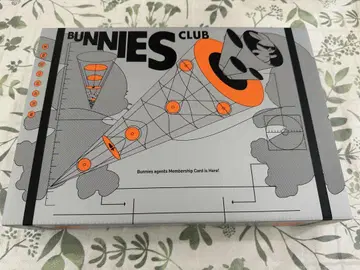 BUNNIES CLUB
Bunnies agents Membership Card is Here!